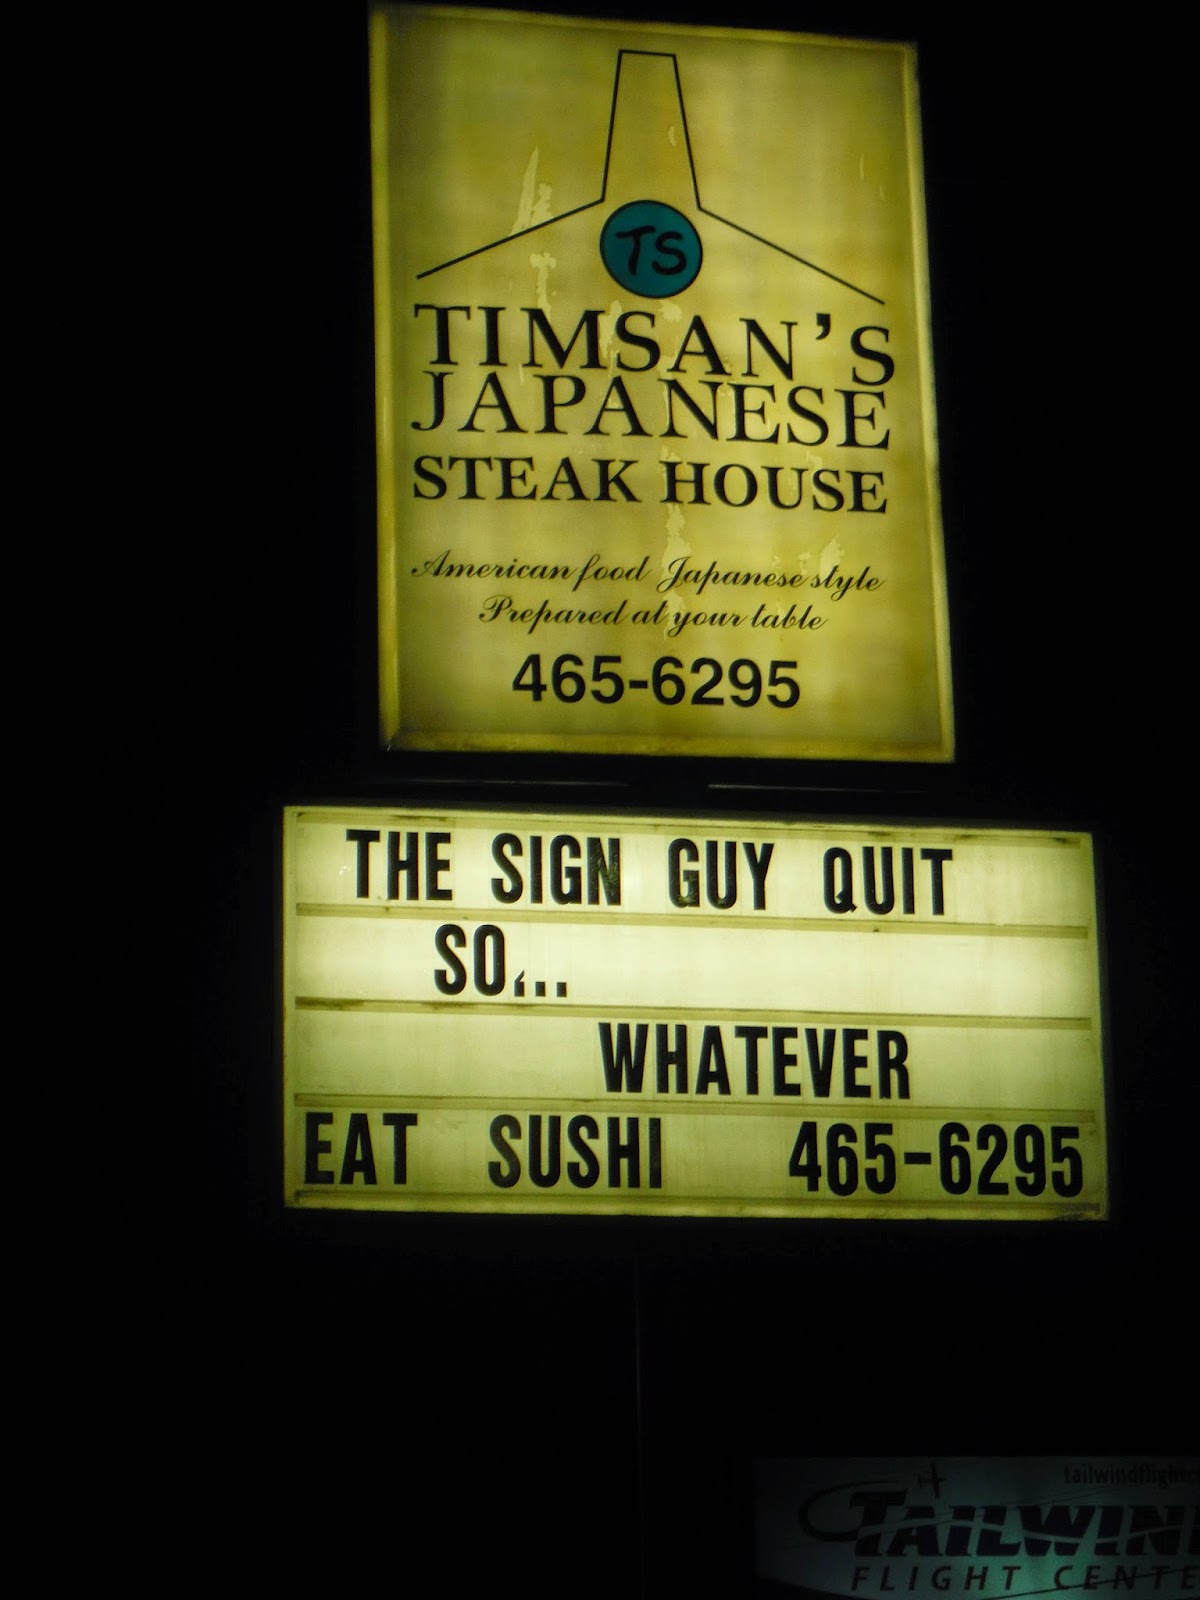 TS
TIMSAN'S
JAPANESE
STEAK HOUSE
American food Japanese style
Prepared at your table
465-6295
THE SIGN GUY QUIT
SO,..
WHATEVER
EAT SUSHI 465-6295
tailwindflightc
TAILWIN
FLIGHT CENTE